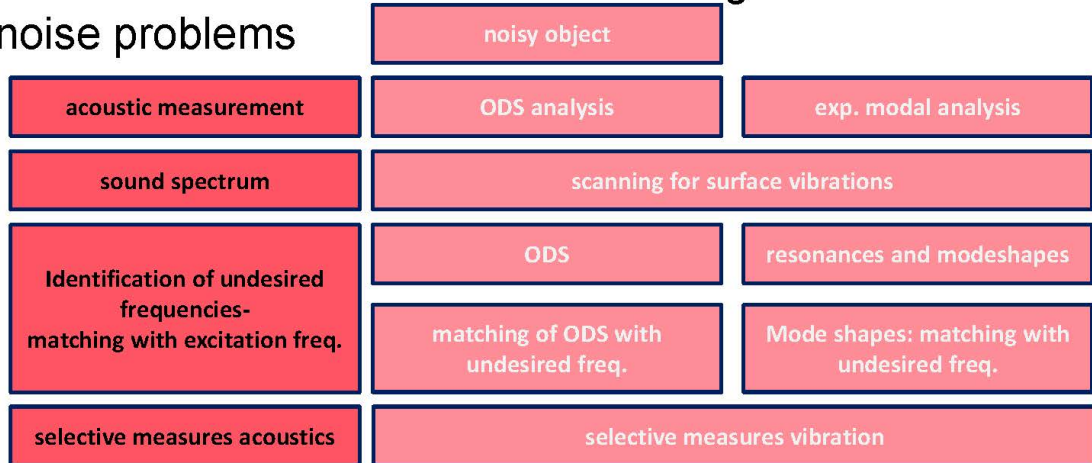 noise problems
noisy object
acoustic measurement
ODS analysis
exp. modal analysis
sound spectrum
scanning for surface vibrations
Identification of undesired
frequencies-
matching with excitation freq.
ODS
resonances and modeshapes
matching of ODS with
undesired freq.
Mode shapes: matching with
undesired freq.
selective measures acoustics
selective measures vibration